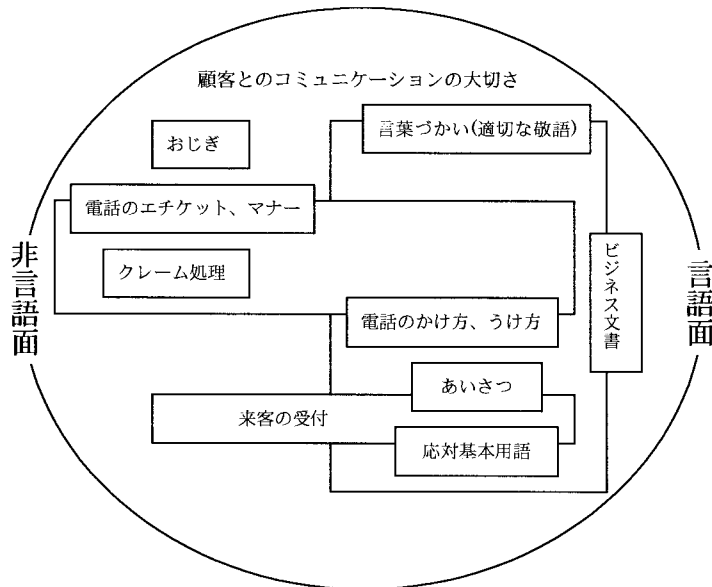 顧客とのコミュニケーションの大切さ
言葉づかい(適切な敬語)
おじぎ
電話のエチケット、マナー
クレーム処理
非言語面
言語面
ビジネス文書
電話のかけ方、うけ方
あいさつ
来客の受付
応対基本用語